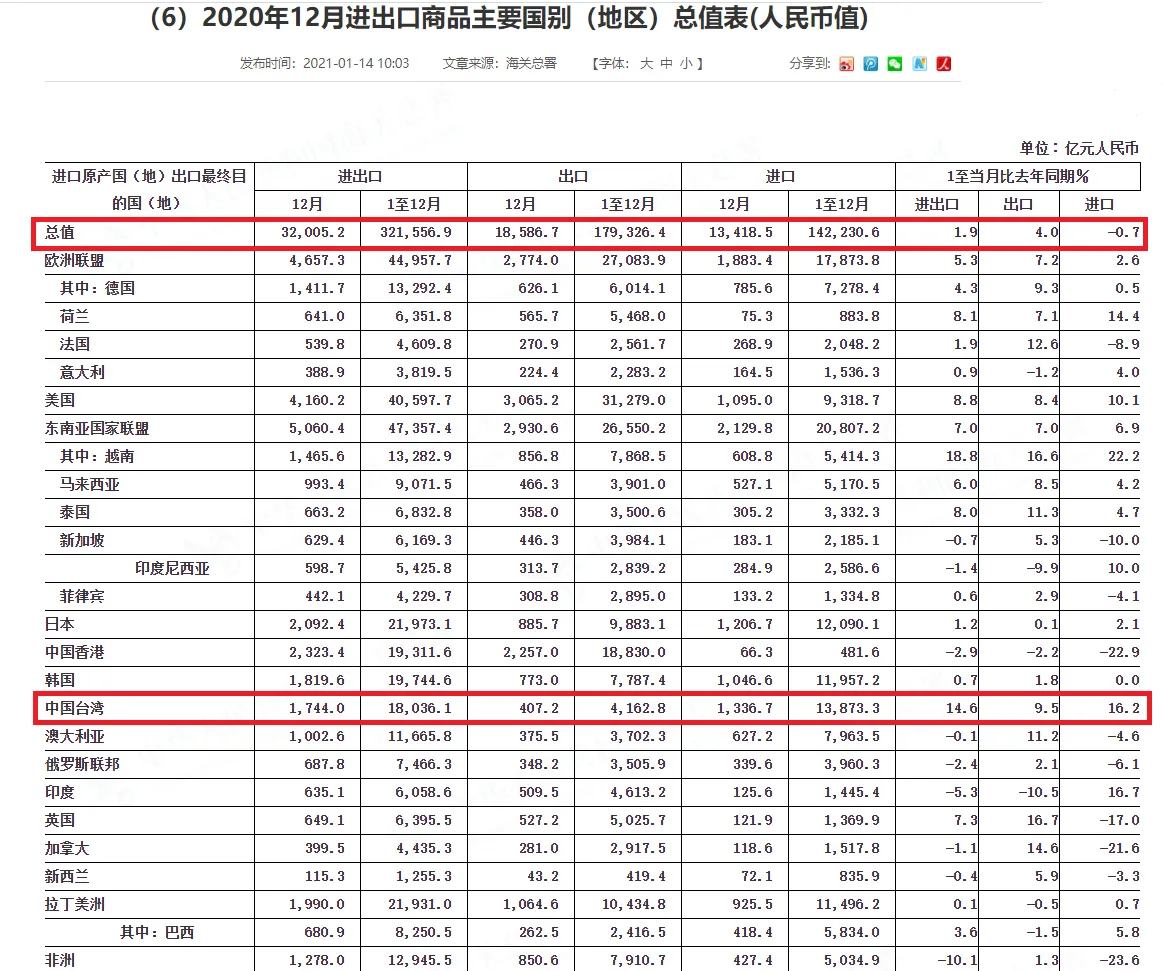 （6）2020年12月进出口商品主要国别（地区）总值表(人民币值)
发布时间：2021-01-14 10:03 文章来源：海关总署 【字体： 大 中 小 】 分享到:
单位：亿元人民币
进口原产国（地）出口最终目的国（地） 进出口 出口 进口 1至当月比去年同期%
12月 1至12月 12月 1至12月 12月 1至12月 进出口 出口 进口
总值 32,005.2 321,556.9 18,586.7 179,326.4 13,418.5 142,230.6 1.9 4.0 -0.7
欧洲联盟 4,657.3 44,957.7 2,774.0 27,083.9 1,883.4 17,873.8 5.3 7.2 2.6
其中：德国 1,411.7 13,292.4 626.1 6,014.1 785.6 7,278.4 4.3 9.3 0.5
荷兰 641.0 6,351.8 565.7 5,468.0 75.3 883.8 8.1 7.1 14.4
法国 539.8 4,609.8 270.9 2,561.7 268.9 2,048.2 1.9 12.6 -8.9
意大利 388.9 3,819.5 224.4 2,283.2 164.5 1,536.3 0.9 -1.2 4.0
美国 4,160.2 40,597.7 3,065.2 31,279.0 1,095.0 9,318.7 8.8 8.4 10.1
东南亚国家联盟 5,060.4 47,357.4 2,930.6 26,550.2 2,129.8 20,807.2 7.0 7.0 6.9
其中：越南 1,465.6 13,282.9 856.8 7,868.5 608.8 5,414.3 18.8 16.6 22.2
马来西亚 993.4 9,071.5 466.3 3,901.0 527.1 5,170.5 6.0 8.5 4.2
泰国 663.2 6,832.8 358.0 3,500.6 305.2 3,332.3 8.0 11.3 4.7
新加坡 629.4 6,169.3 446.3 3,984.1 183.1 2,185.1 -0.7 5.3 -10.0
印度尼西亚 598.7 5,425.8 313.7 2,839.2 284.9 2,586.6 -1.4 -9.9 10.0
菲律宾 442.1 4,229.7 308.8 2,895.0 133.2 1,334.8 0.6 2.9 -4.1
日本 2,092.4 21,973.1 885.7 9,883.1 1,206.7 12,090.1 1.2 0.1 2.1
中国香港 2,323.4 19,311.6 2,257.0 18,830.0 66.3 481.6 -2.9 -2.2 -22.9
韩国 1,819.6 19,744.6 773.0 7,787.4 1,046.6 11,957.2 0.7 1.8 0.0
中国台湾 1,744.0 18,036.1 407.2 4,162.8 1,336.7 13,873.3 14.6 9.5 16.2
澳大利亚 1,002.6 11,665.8 375.5 3,702.3 627.2 7,963.5 -0.1 11.2 -4.6
俄罗斯联邦 687.8 7,466.3 348.2 3,505.9 339.6 3,960.3 -2.4 2.1 -6.1
印度 635.1 6,058.6 509.5 4,613.2 125.6 1,445.4 -5.3 -10.5 16.7
英国 649.1 6,395.5 527.2 5,025.7 121.9 1,369.9 7.3 16.7 -17.0
加拿大 399.5 4,435.3 281.0 2,917.5 118.6 1,517.8 -1.1 14.6 -21.6
新西兰 115.3 1,255.3 43.2 419.4 72.1 835.9 -0.4 5.9 -3.3
拉丁美洲 1,990.0 21,931.0 1,064.6 10,434.8 925.5 11,496.2 0.1 -0.5 0.7
其中：巴西 680.9 8,250.5 262.5 2,416.5 418.4 5,834.0 3.6 -1.5 5.8
非洲 1,278.0 12,945.5 850.6 7,910.7 427.4 5,034.9 -10.1 1.3 -23.6